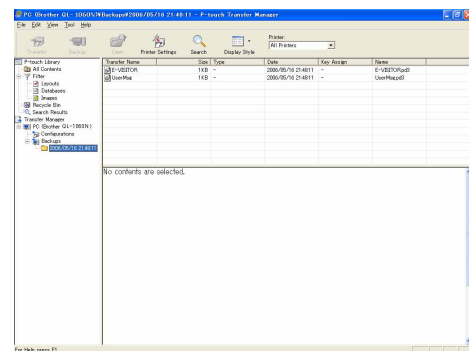 PC (Brother QL-1060N)¥Backups¥2006/05/16 21:48:11 - P-touch Transfer Manager
File Edit View Tool Help
Transfer Backup Open Printer Settings Search Display Style
Printer:
All Printers
P-touch Library
All Contents
Filter
Layouts
Databases
Images
Recycle Bin
Search Results
Transfer Manager
PC (Brother QL-1060N)
Configurations
Backups
2006/05/16 21:48:11
Transfer Name Size Type Date Key Assign Name
E-VISITOR 1KB - 2006/05/16 21:48:11 - E-VISITOR.pd3
UserMap 1KB - 2006/05/16 21:48:11 - UserMap.pd3
No contents are selected.
For Help, press F1